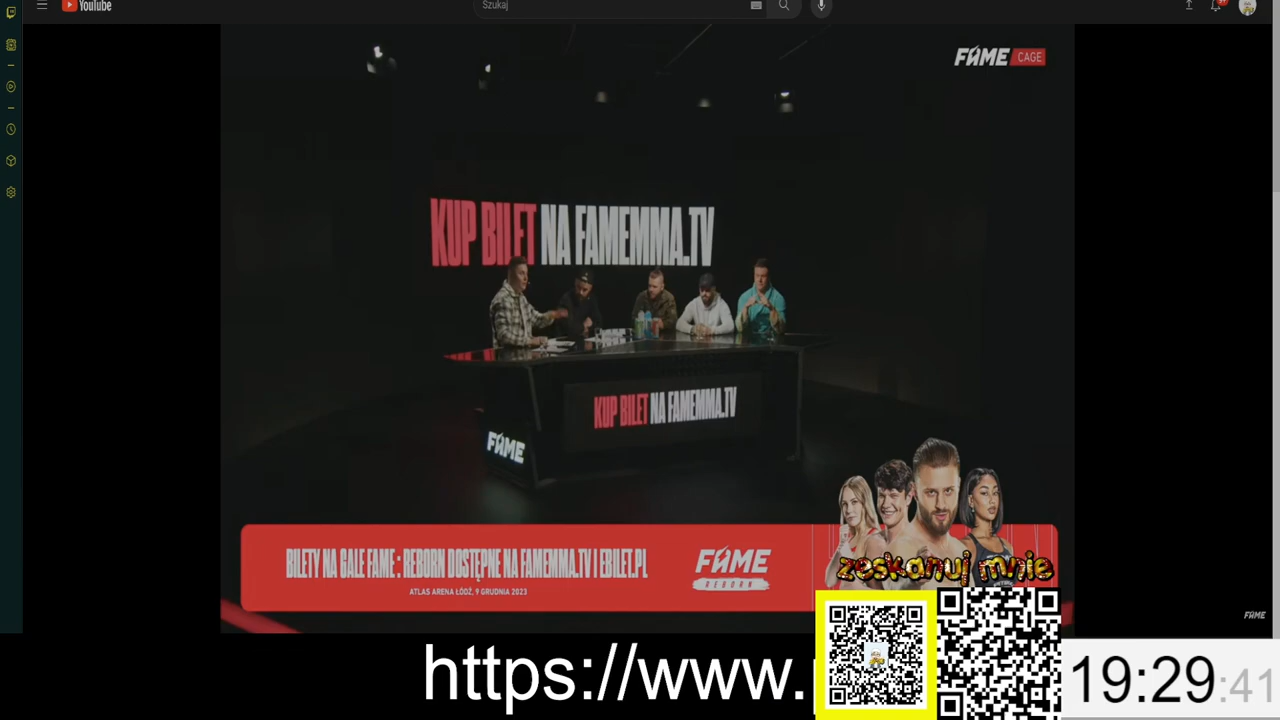 YouTube
Szukaj
FAME CAGE
KUP BILET NA FAMEMMA.TV
KUP BILET NA FAMEMMA.TV
FAME
BILETY NA GALE FAME : REBORN DOSTĘPNE NA FAMEMMA.TV I EBILET.PL
ATLAS ARENA ŁÓDŹ, 9 GRUDNIA 2023
FAME
REBORN
zeskanuj mnie
FAME
https://www.
19:29:41